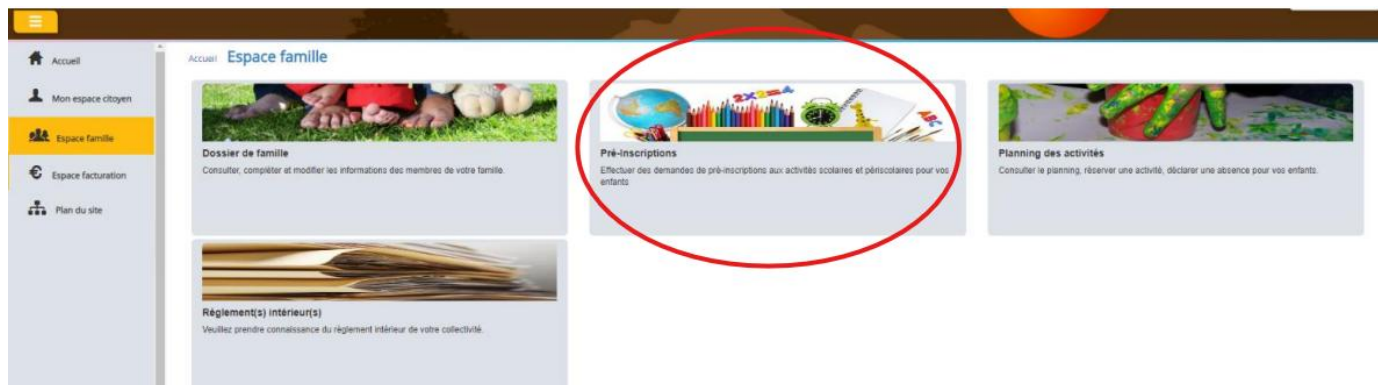 Accueil
Mon espace citoyen
Espace famille
Espace facturation
Plan du site
Accueil Espace famille
Dossier de famille
Consulter, compléter et modifier les informations des membres de votre famille.
2x2=4
ABC
Pré-Inscriptions
Effectuer des demandes de pré-inscriptions aux activités scolaires et périscolaires pour vos
enfants
Planning des activités
Consulter le planning, réserver une activité, déclarer une absence pour vos enfants.
Règlement(s) intérieur(s)
Veuillez prendre connaissance du règlement intérieur de votre collectivité.